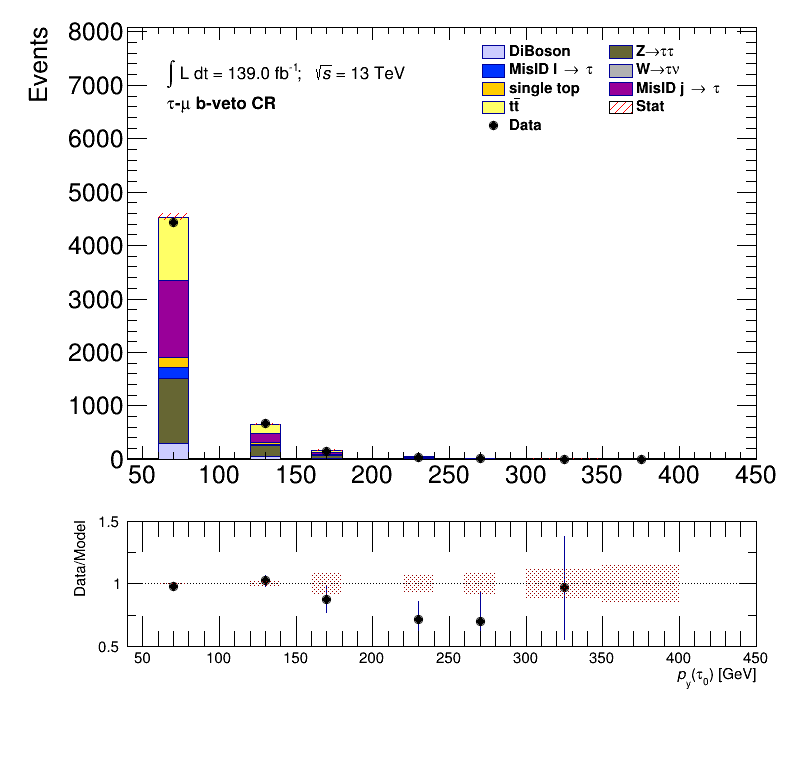 Events
8000
7000
6000
5000
4000
3000
2000
1000
0
∫ L dt = 139.0 fb⁻¹; √s = 13 TeV
τ-μ b-veto CR
DiBoson
Z→ττ
MisID l → τ
W→τν
single top
MisID j → τ
tt̄
Stat
Data
50 100 150 200 250 300 350 400 450
Data/Model
1.5
1
0.5
50 100 150 200 250 300 350 400 450
p_y(τ_0) [GeV]